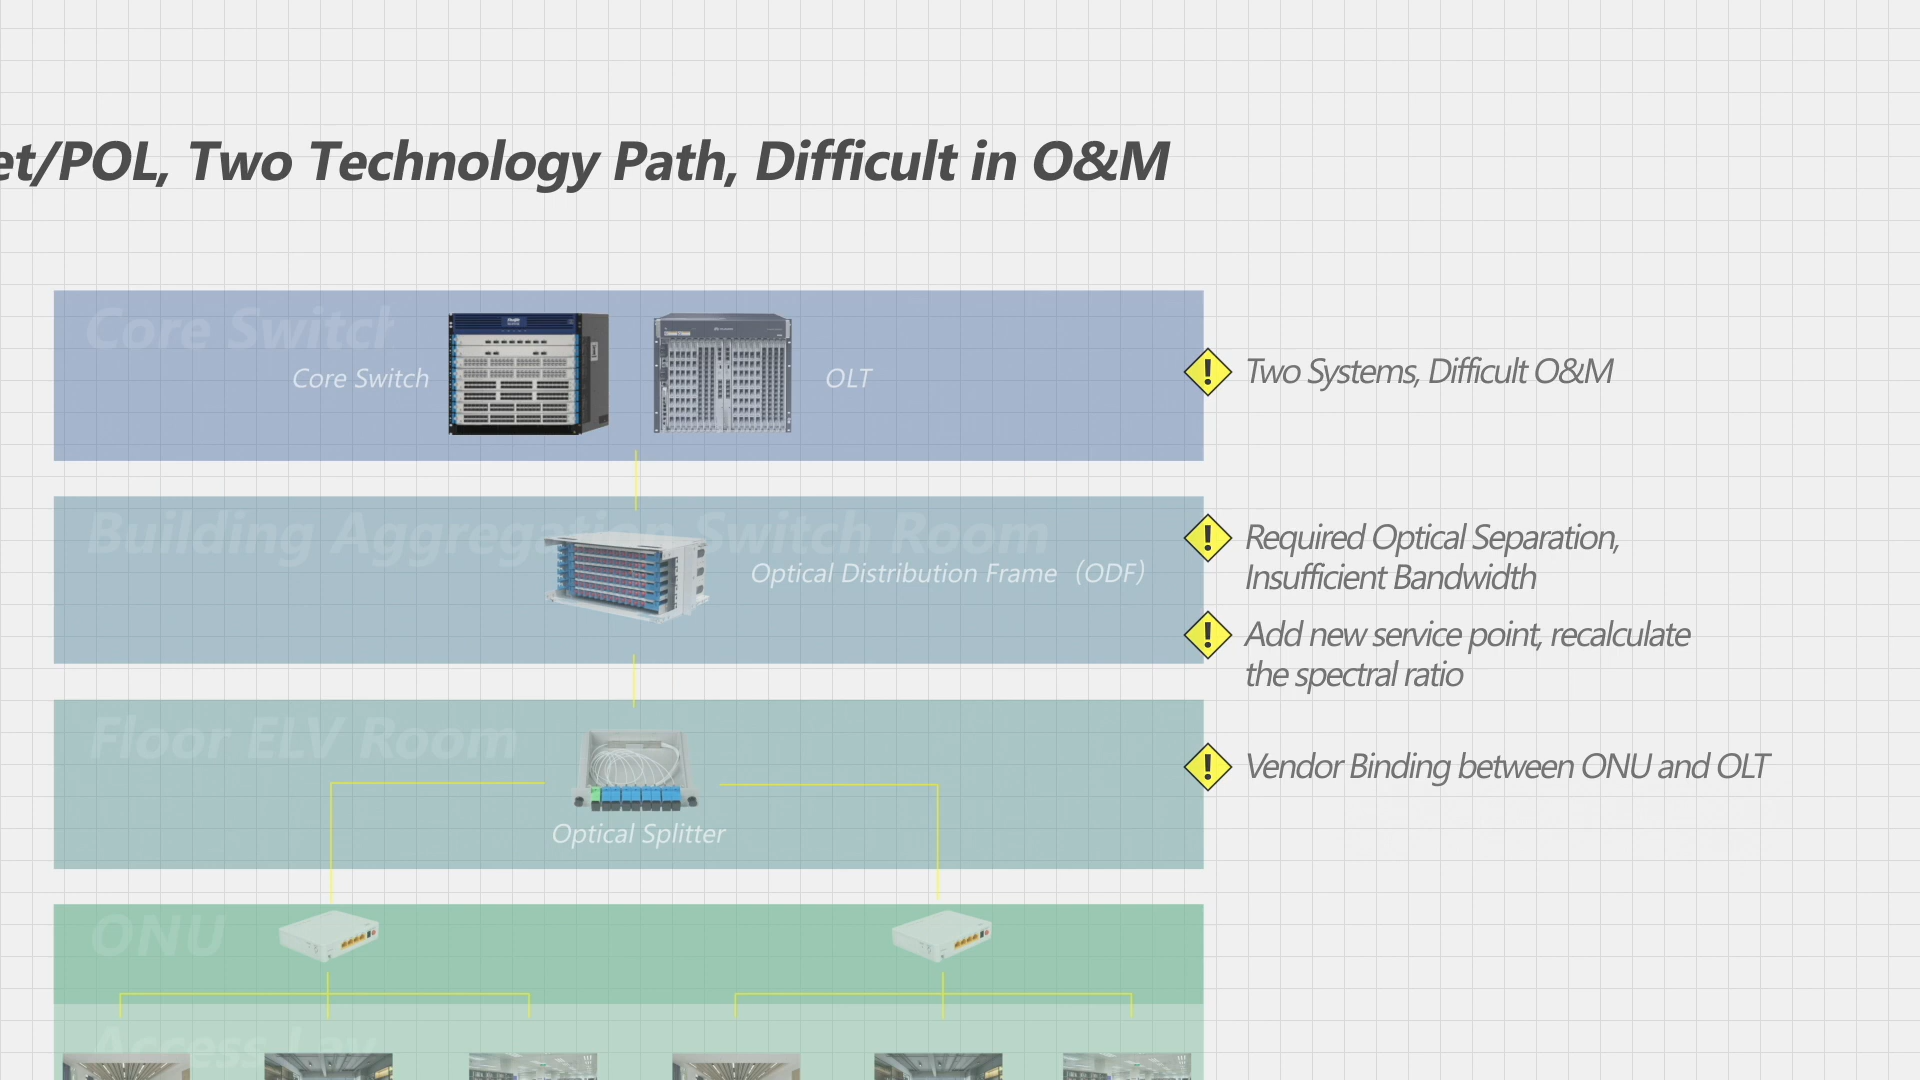 et/POL, Two Technology Path, Difficult in O&M
Core Switch
Core Switch
OLT
Two Systems, Difficult O&M
Building Aggregation Switch Room
Optical Distribution Frame（ODF）
Required Optical Separation,
Insufficient Bandwidth
Add new service point, recalculate
the spectral ratio
Floor ELV Room
Optical Splitter
Vendor Binding between ONU and OLT
ONU
Access Lay